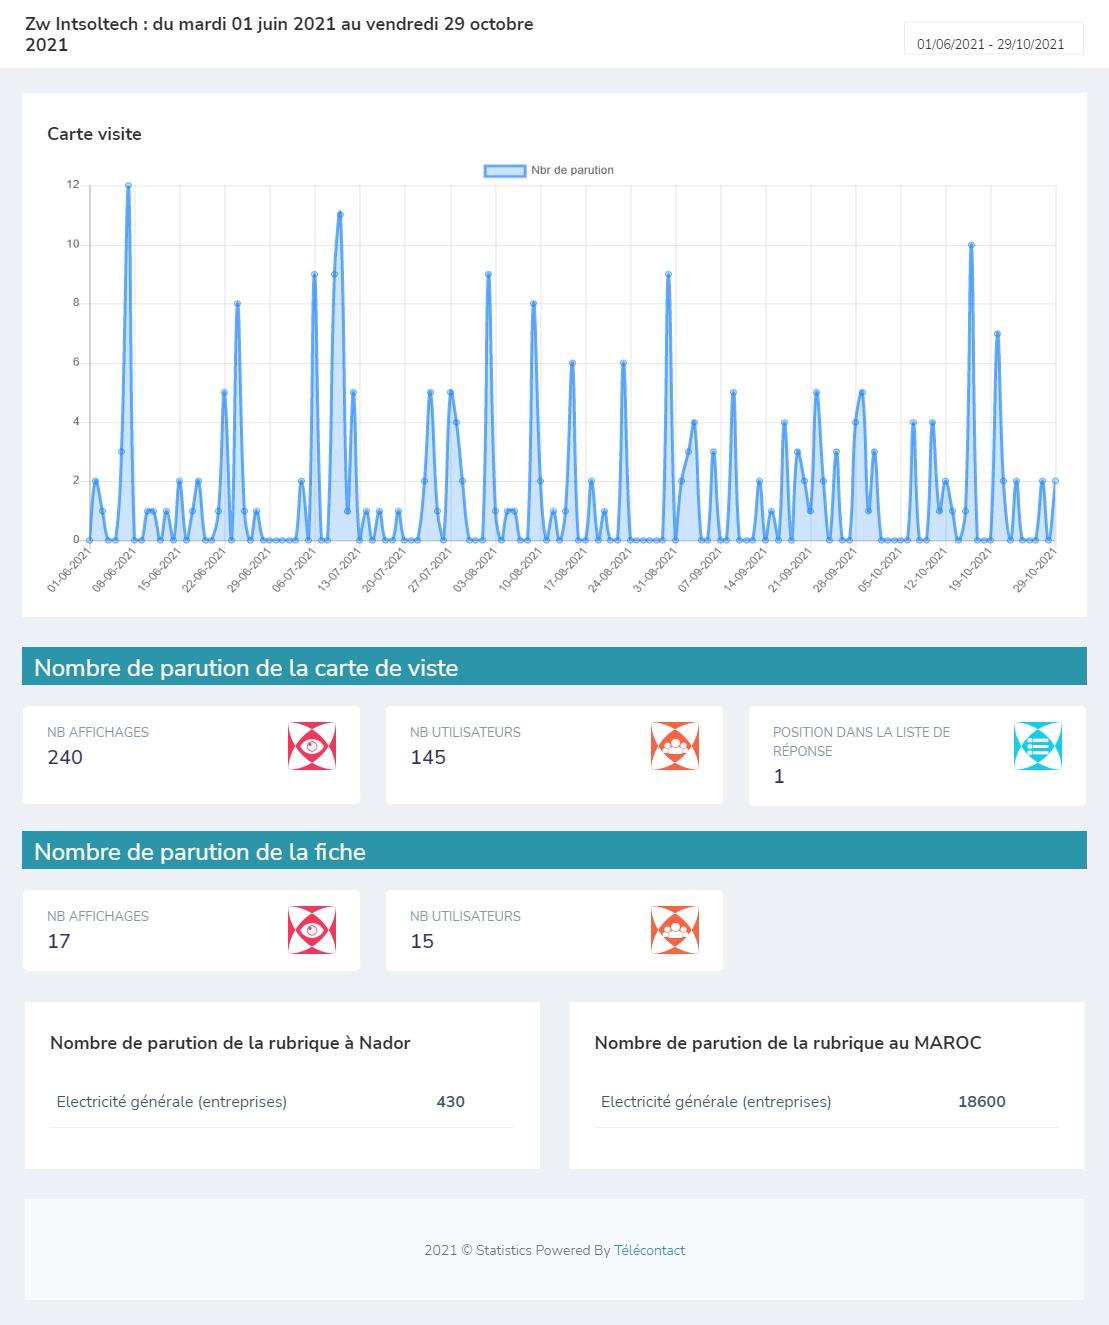 Zw Intsoltech : du mardi 01 juin 2021 au vendredi 29 octobre
2021
01/06/2021 - 29/10/2021
Carte visite
Nbr de parution
12
10
8
6
4
2
0
01-06-2021
08-06-2021
15-06-2021
22-06-2021
29-06-2021
06-07-2021
13-07-2021
20-07-2021
27-07-2021
03-08-2021
10-08-2021
17-08-2021
24-08-2021
31-08-2021
07-09-2021
14-09-2021
21-09-2021
28-09-2021
05-10-2021
12-10-2021
19-10-2021
29-10-2021
Nombre de parution de la carte de viste
NB AFFICHAGES
240
NB UTILISATEURS
145
POSITION DANS LA LISTE DE
RÉPONSE
1
Nombre de parution de la fiche
NB AFFICHAGES
17
NB UTILISATEURS
15
Nombre de parution de la rubrique à Nador
Electricité générale (entreprises) 430
Nombre de parution de la rubrique au MAROC
Electricité générale (entreprises) 18600
2021 © Statistics Powered By Télécontact